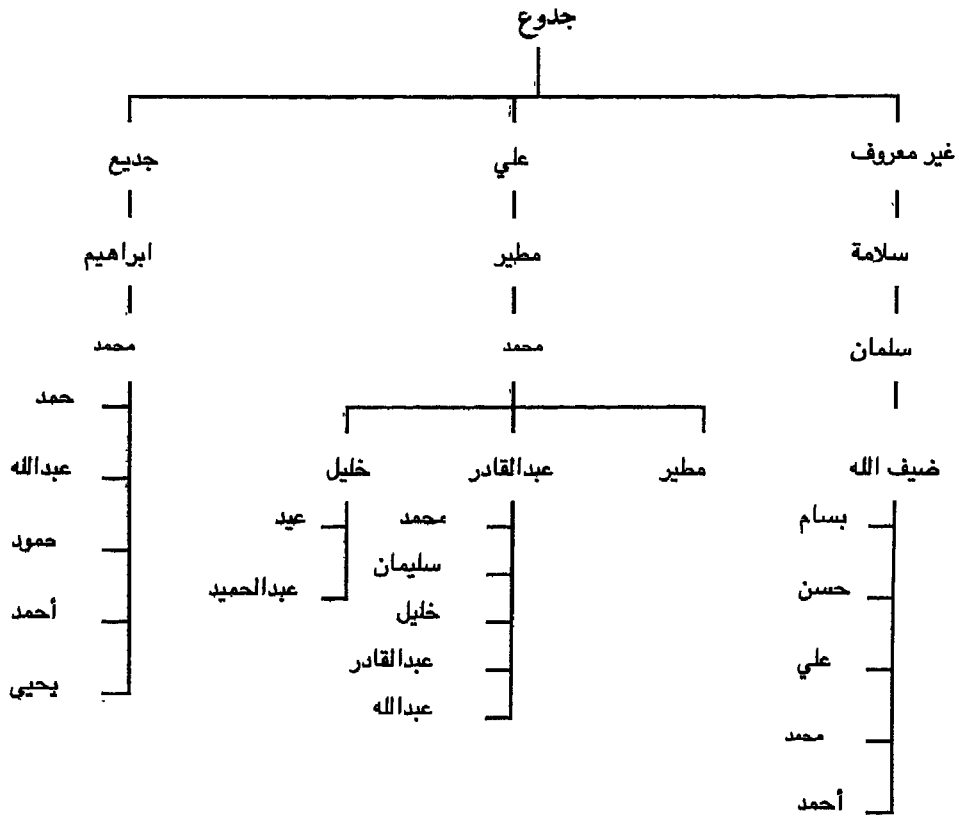 جدوع
غير معروف علي جديع
سلامة مطير ابراهيم
سلمان محمد محمد
حمد
ضيف الله مطير عبدالقادر خليل عبدالله
بسام محمد عيد
حمود
سليمان
حسن خليل عبدالحميد أحمد
علي عبدالقادر
يحيى
عبدالله
محمد
أحمد